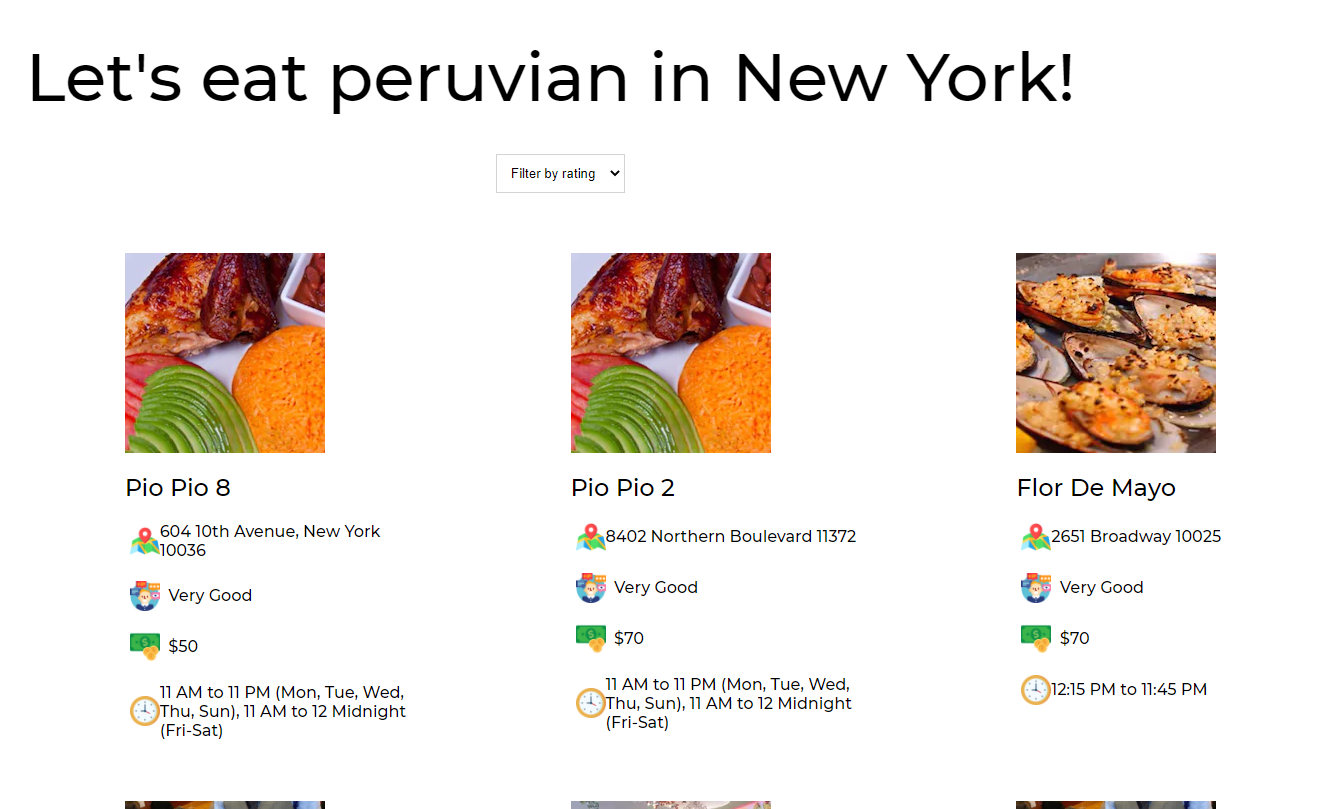 Let's eat peruvian in New York!
Filter by rating
Pio Pio 8
604 10th Avenue, New York
10036
Very Good
$50
11 AM to 11 PM (Mon, Tue, Wed,
Thu, Sun), 11 AM to 12 Midnight
(Fri-Sat)
Pio Pio 2
8402 Northern Boulevard 11372
Very Good
$70
11 AM to 11 PM (Mon, Tue, Wed,
Thu, Sun), 11 AM to 12 Midnight
(Fri-Sat)
Flor De Mayo
2651 Broadway 10025
Very Good
$70
12:15 PM to 11:45 PM